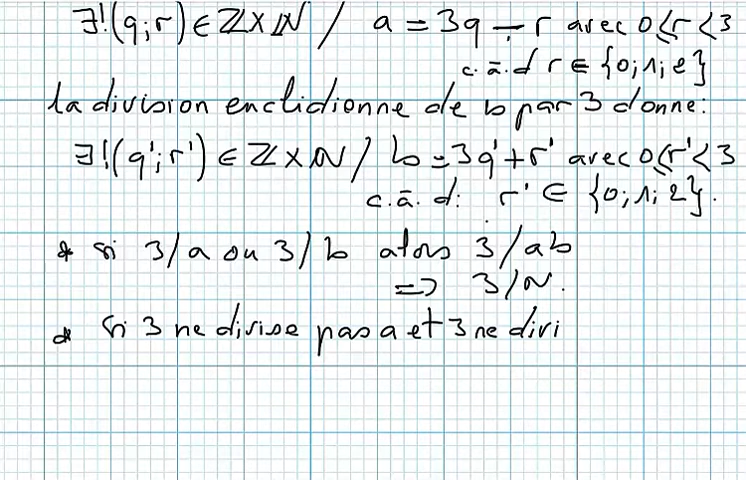 ∃!(q;r) ∈ ℤ×ℕ / a = 3q + r avec 0≤r<3
c.ā.d r ∈ {0;1;2}
la division euclidienne de b par 3 donne:
∃!(q';r') ∈ ℤ×ℕ / b = 3q'+r' avec 0≤r'<3
c.ā.d: r' ∈ {0;1;2}.
* si 3/a ou 3/b alors 3/ab
=> 3/N.
* si 3 ne divise pas a et 3 ne divi